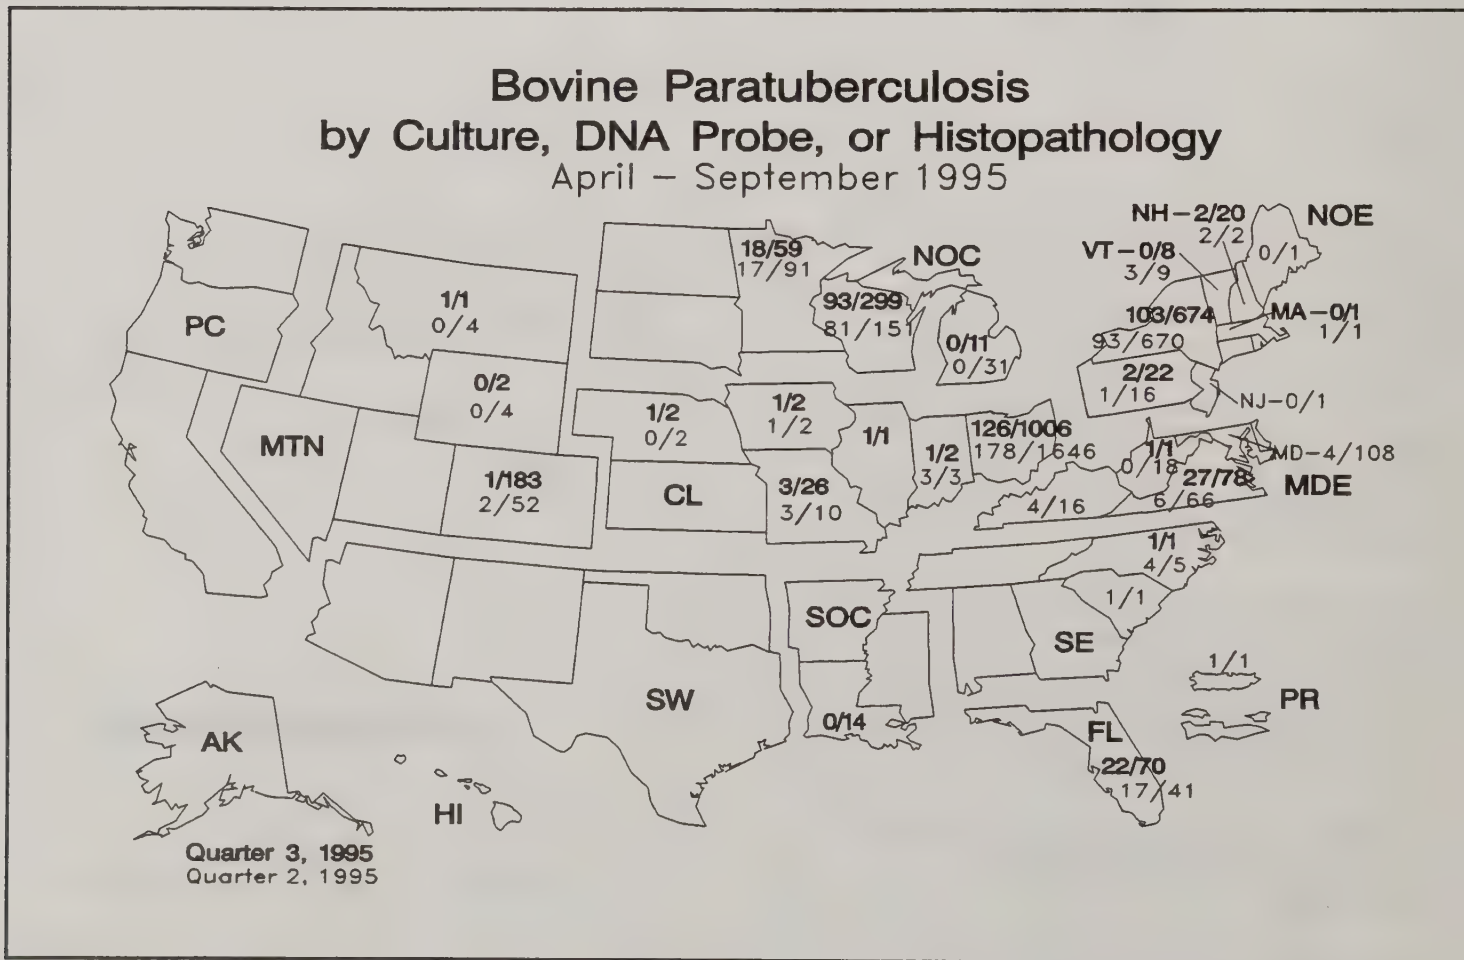 Bovine Paratuberculosis
by Culture, DNA Probe, or Histopathology
April – September 1995
NH – 2/20
2/2
NOE
VT – 0/8
3/9
0/1
18/59
17/91
NOC
1/1
0/4
93/299
81/151
103/674
93/670
MA – 0/1
1/1
PC
0/11
0/31
0/2
0/4
2/22
1/16
NJ – 0/1
1/2
0/2
1/2
1/2
1/1
126/1006
178/1646
MTN
1/2
3/3
1/1
0/18
MD – 4/108
1/183
2/52
CL
3/26
3/10
27/78
6/66
MDE
4/16
1/1
4/5
1/1
SOC
SE
1/1
PR
SW
0/14
FL
22/70
17/41
AK
HI
Quarter 3, 1995
Quarter 2, 1995